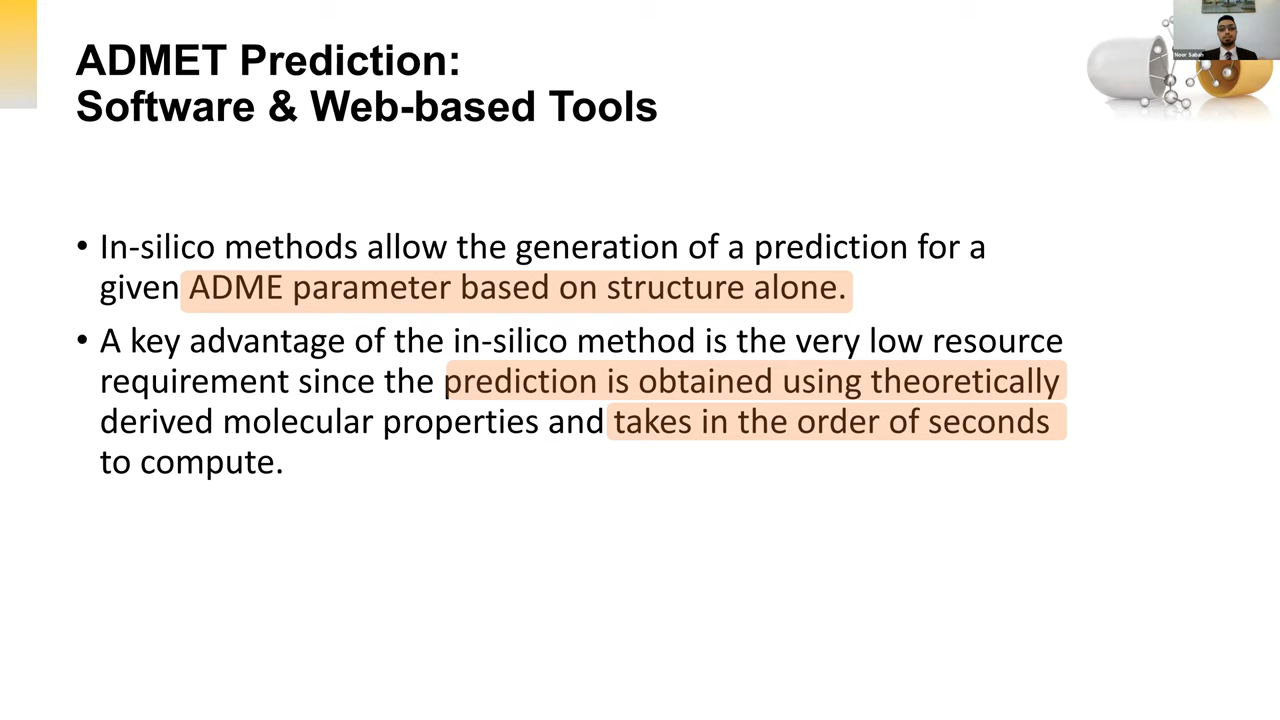 ADMET Prediction:
Software & Web-based Tools
Noor Sabah
• In-silico methods allow the generation of a prediction for a
given ADME parameter based on structure alone.
• A key advantage of the in-silico method is the very low resource
requirement since the prediction is obtained using theoretically
derived molecular properties and takes in the order of seconds
to compute.